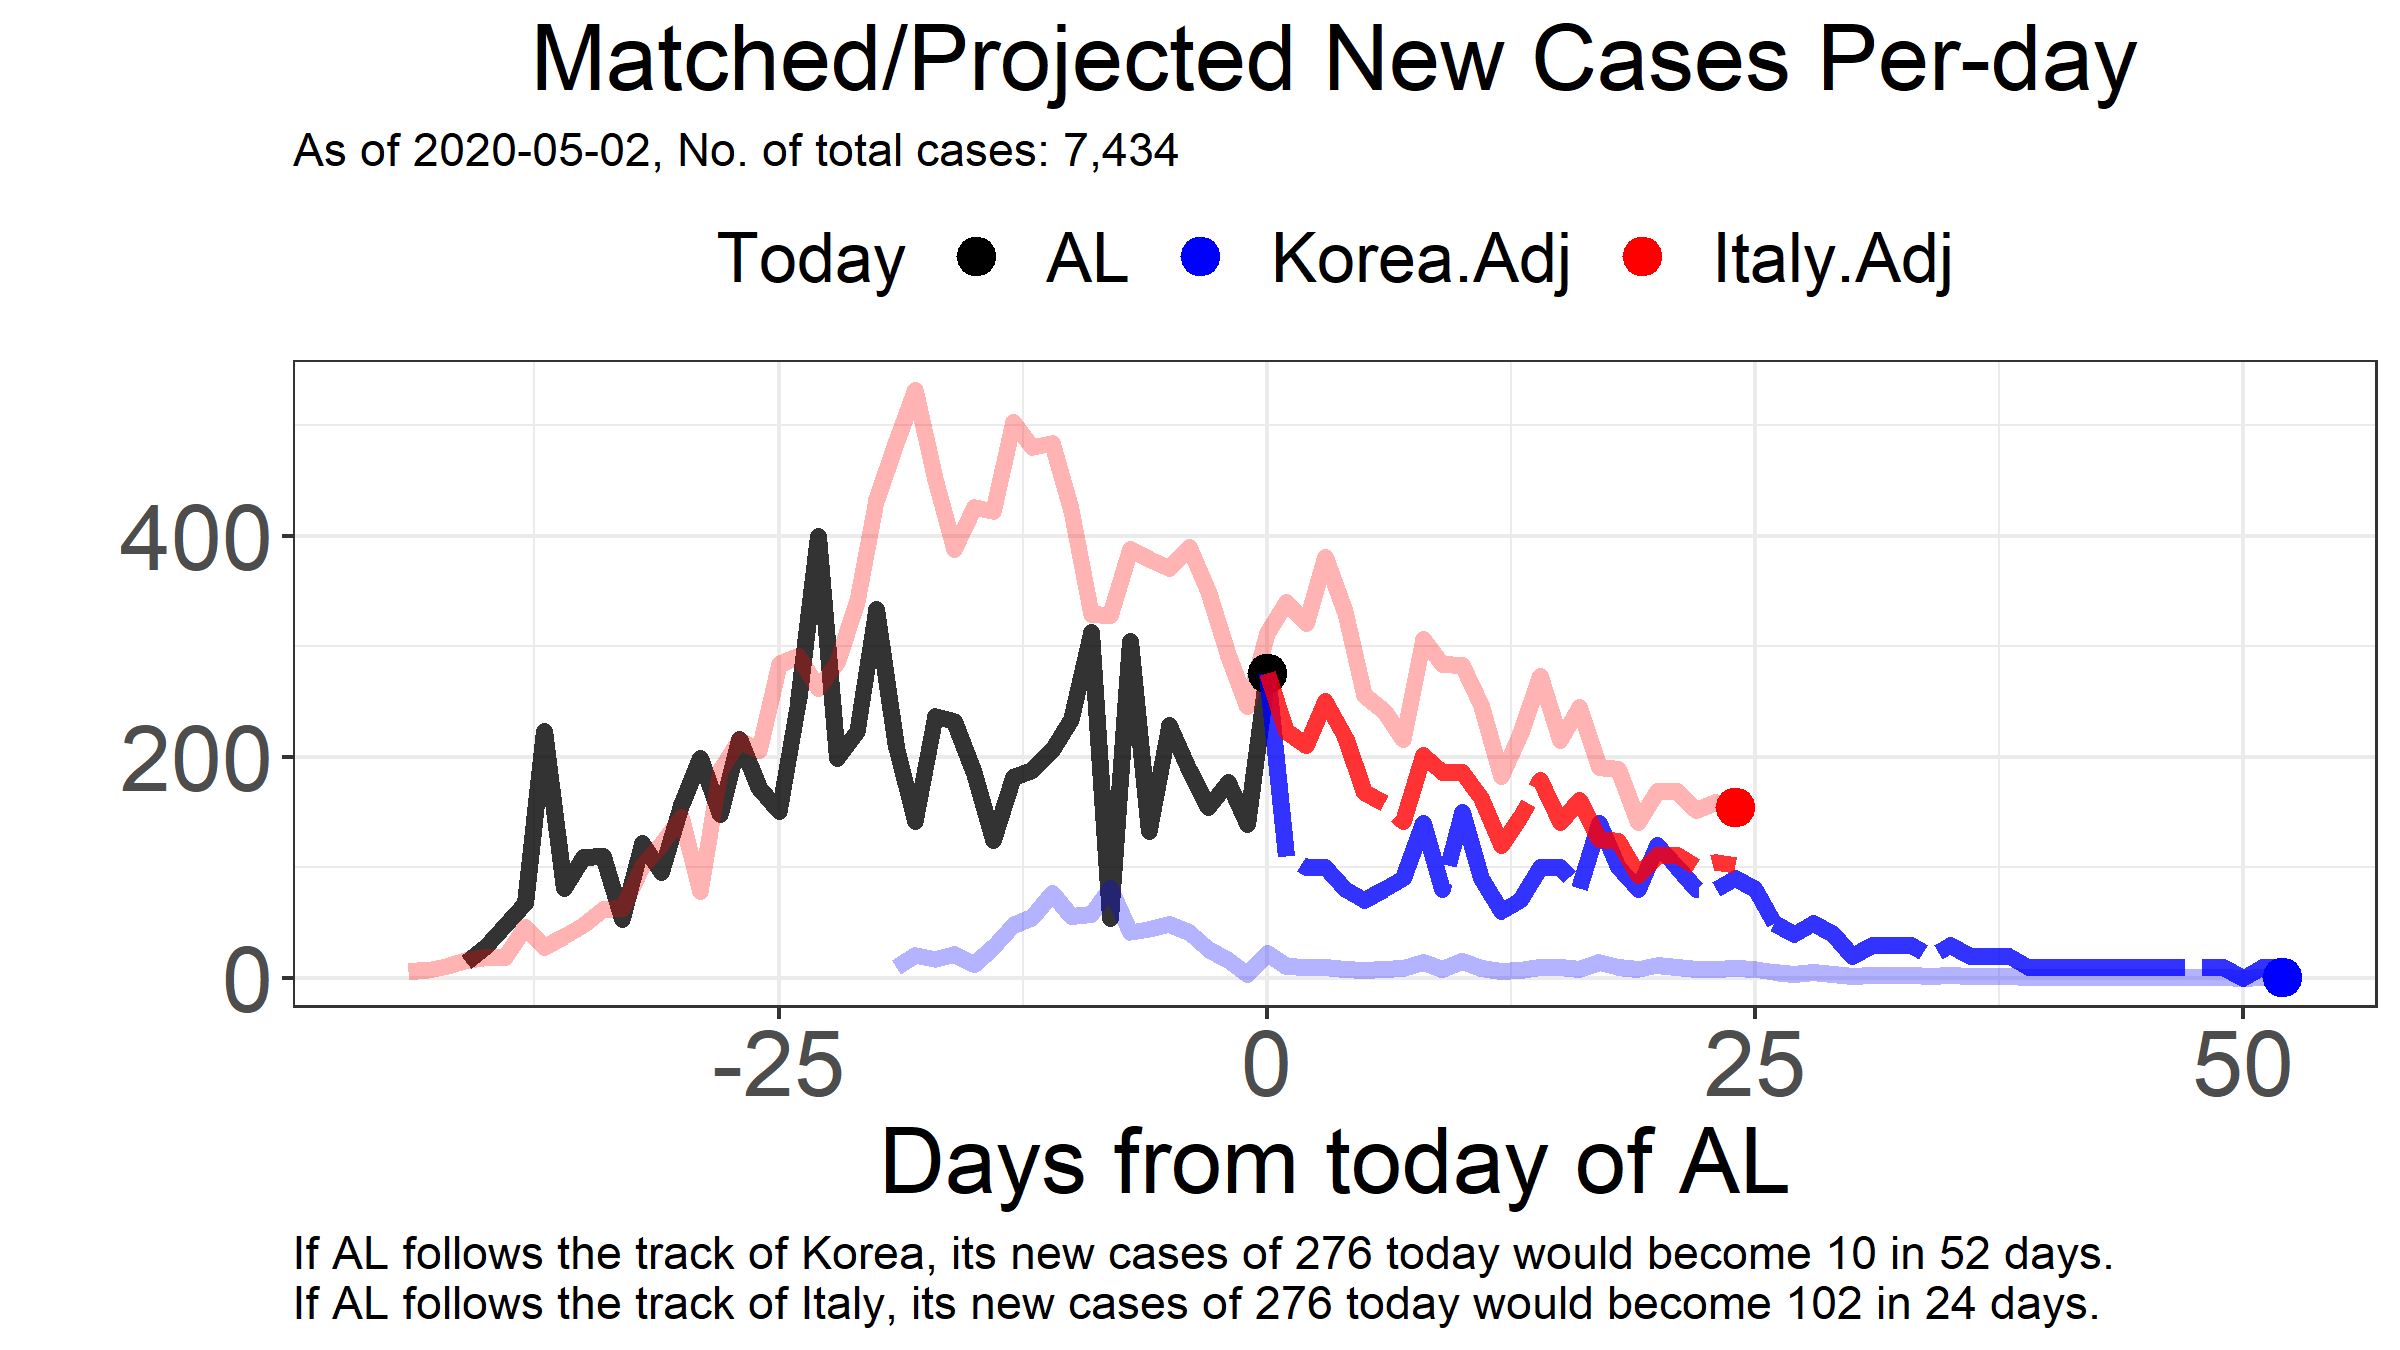 Matched/Projected New Cases Per-day
As of 2020-05-02, No. of total cases: 7,434
Today AL Korea.Adj Italy.Adj
400
200
0
-25 0 25 50
Days from today of AL
If AL follows the track of Korea, its new cases of 276 today would become 10 in 52 days.
If AL follows the track of Italy, its new cases of 276 today would become 102 in 24 days.